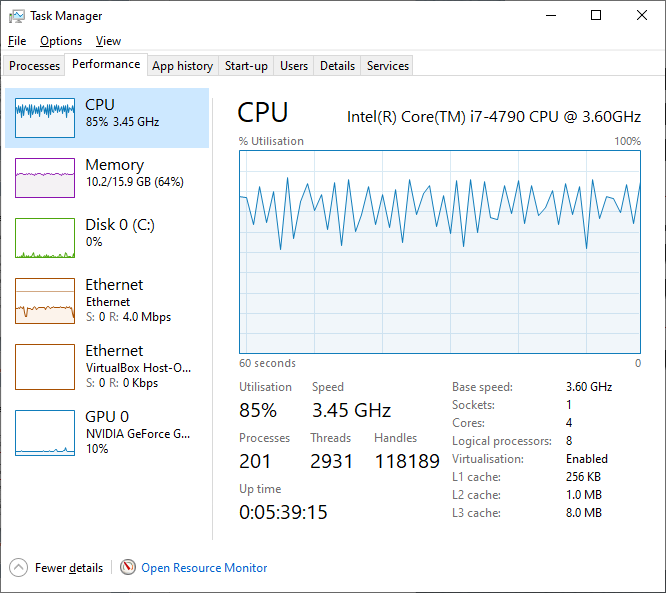 Task Manager
File Options View
Processes Performance App history Start-up Users Details Services
CPU
85% 3.45 GHz
Memory
10.2/15.9 GB (64%)
Disk 0 (C:)
0%
Ethernet
Ethernet
S: 0 R: 4.0 Mbps
Ethernet
VirtualBox Host-O...
S: 0 R: 0 Kbps
GPU 0
NVIDIA GeForce G...
10%
CPU Intel(R) Core(TM) i7-4790 CPU @ 3.60GHz
% Utilisation 100%
60 seconds 0
Utilisation Speed
85% 3.45 GHz
Processes Threads Handles
201 2931 118189
Up time
0:05:39:15
Base speed: 3.60 GHz
Sockets: 1
Cores: 4
Logical processors: 8
Virtualisation: Enabled
L1 cache: 256 KB
L2 cache: 1.0 MB
L3 cache: 8.0 MB
Fewer details Open Resource Monitor